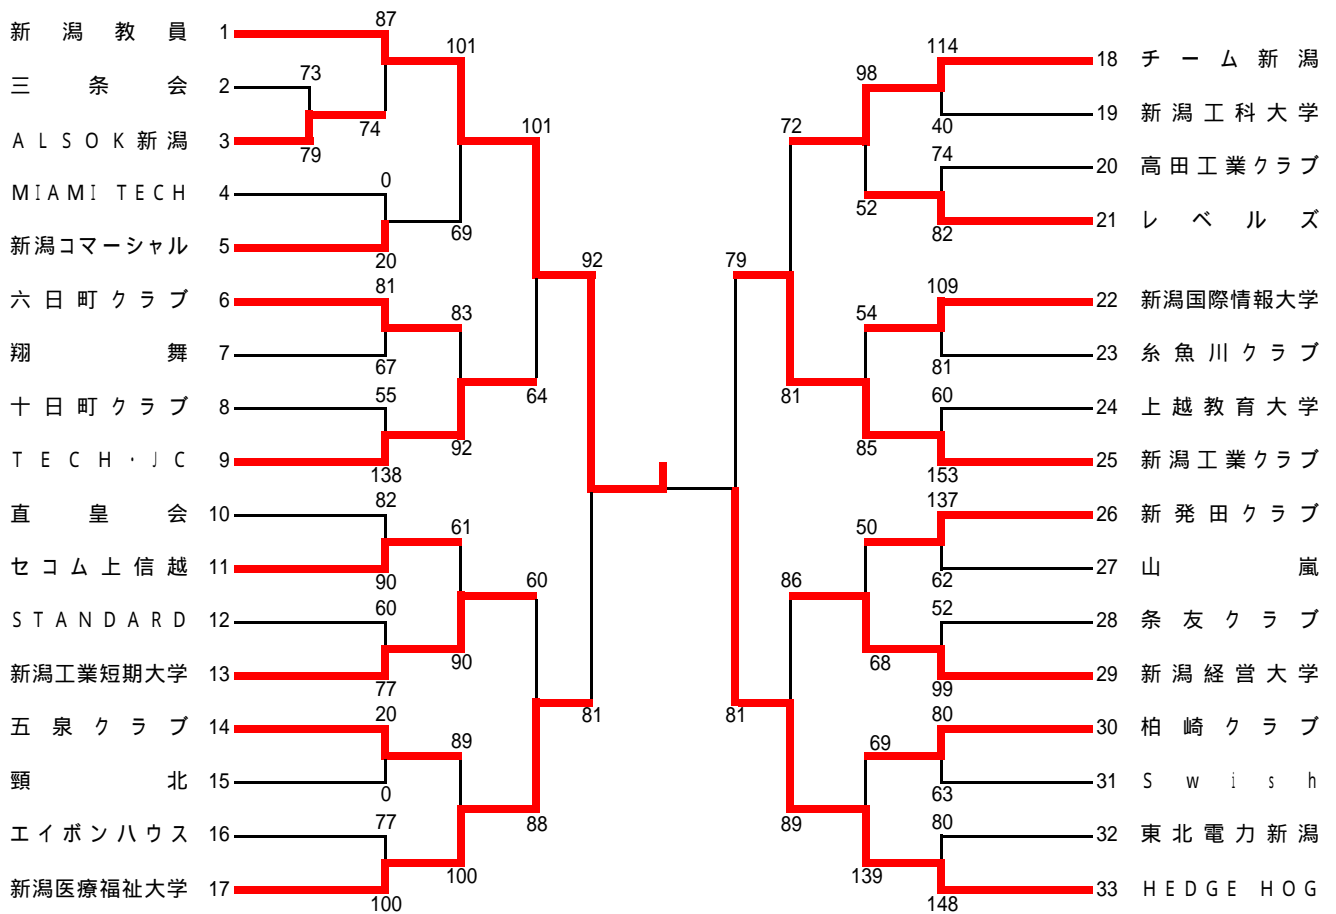 新潟教員 1
三条会 2
ALSOK新潟 3
MIAMI TECH 4
新潟コマーシャル 5
六日町クラブ 6
翔舞 7
十日町クラブ 8
TECH・JC 9
直皇会 10
セコム上信越 11
STANDARD 12
新潟工業短期大学 13
五泉クラブ 14
頸北 15
エイボンハウス 16
新潟医療福祉大学 17
87
73
74
79
0
20
81
67
55
138
82
90
60
77
20
0
77
100
101
69
83
92
61
90
89
100
101
64
60
88
92
81
79
81
72
81
86
89
98
52
54
85
50
68
69
139
114
40
74
82
109
81
60
153
137
62
52
99
80
63
80
148
18 チーム新潟
19 新潟工科大学
20 高田工業クラブ
21 レベルズ
22 新潟国際情報大学
23 糸魚川クラブ
24 上越教育大学
25 新潟工業クラブ
26 新発田クラブ
27 山嵐
28 条友クラブ
29 新潟経営大学
30 柏崎クラブ
31 Swish
32 東北電力新潟
33 HEDGE HOG